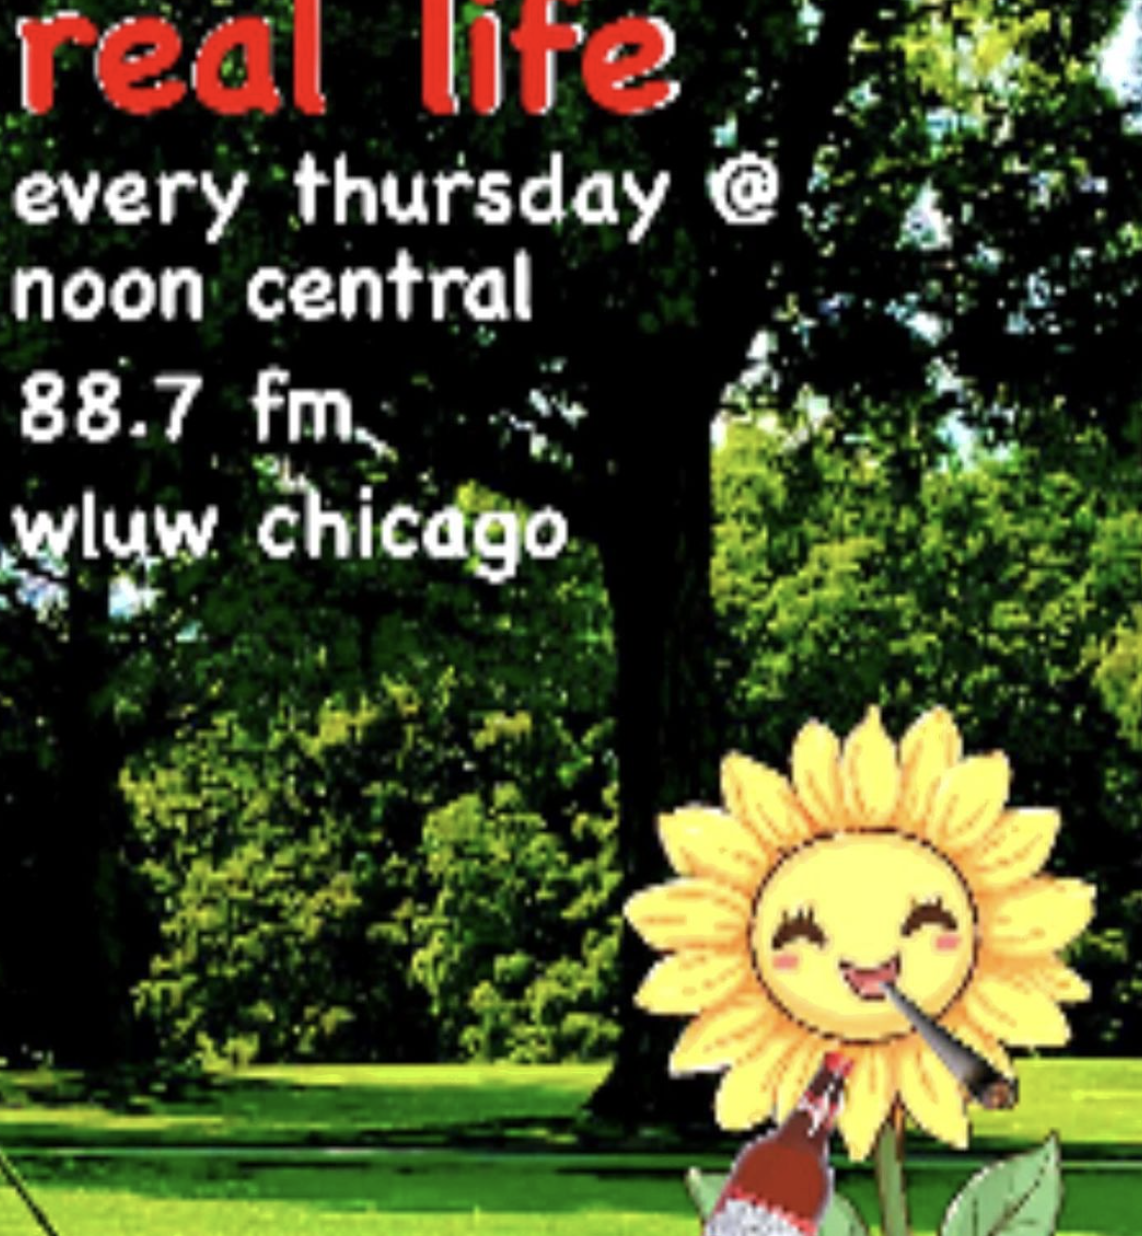 real life
every thursday @
noon central
88.7 fm
wluw chicago